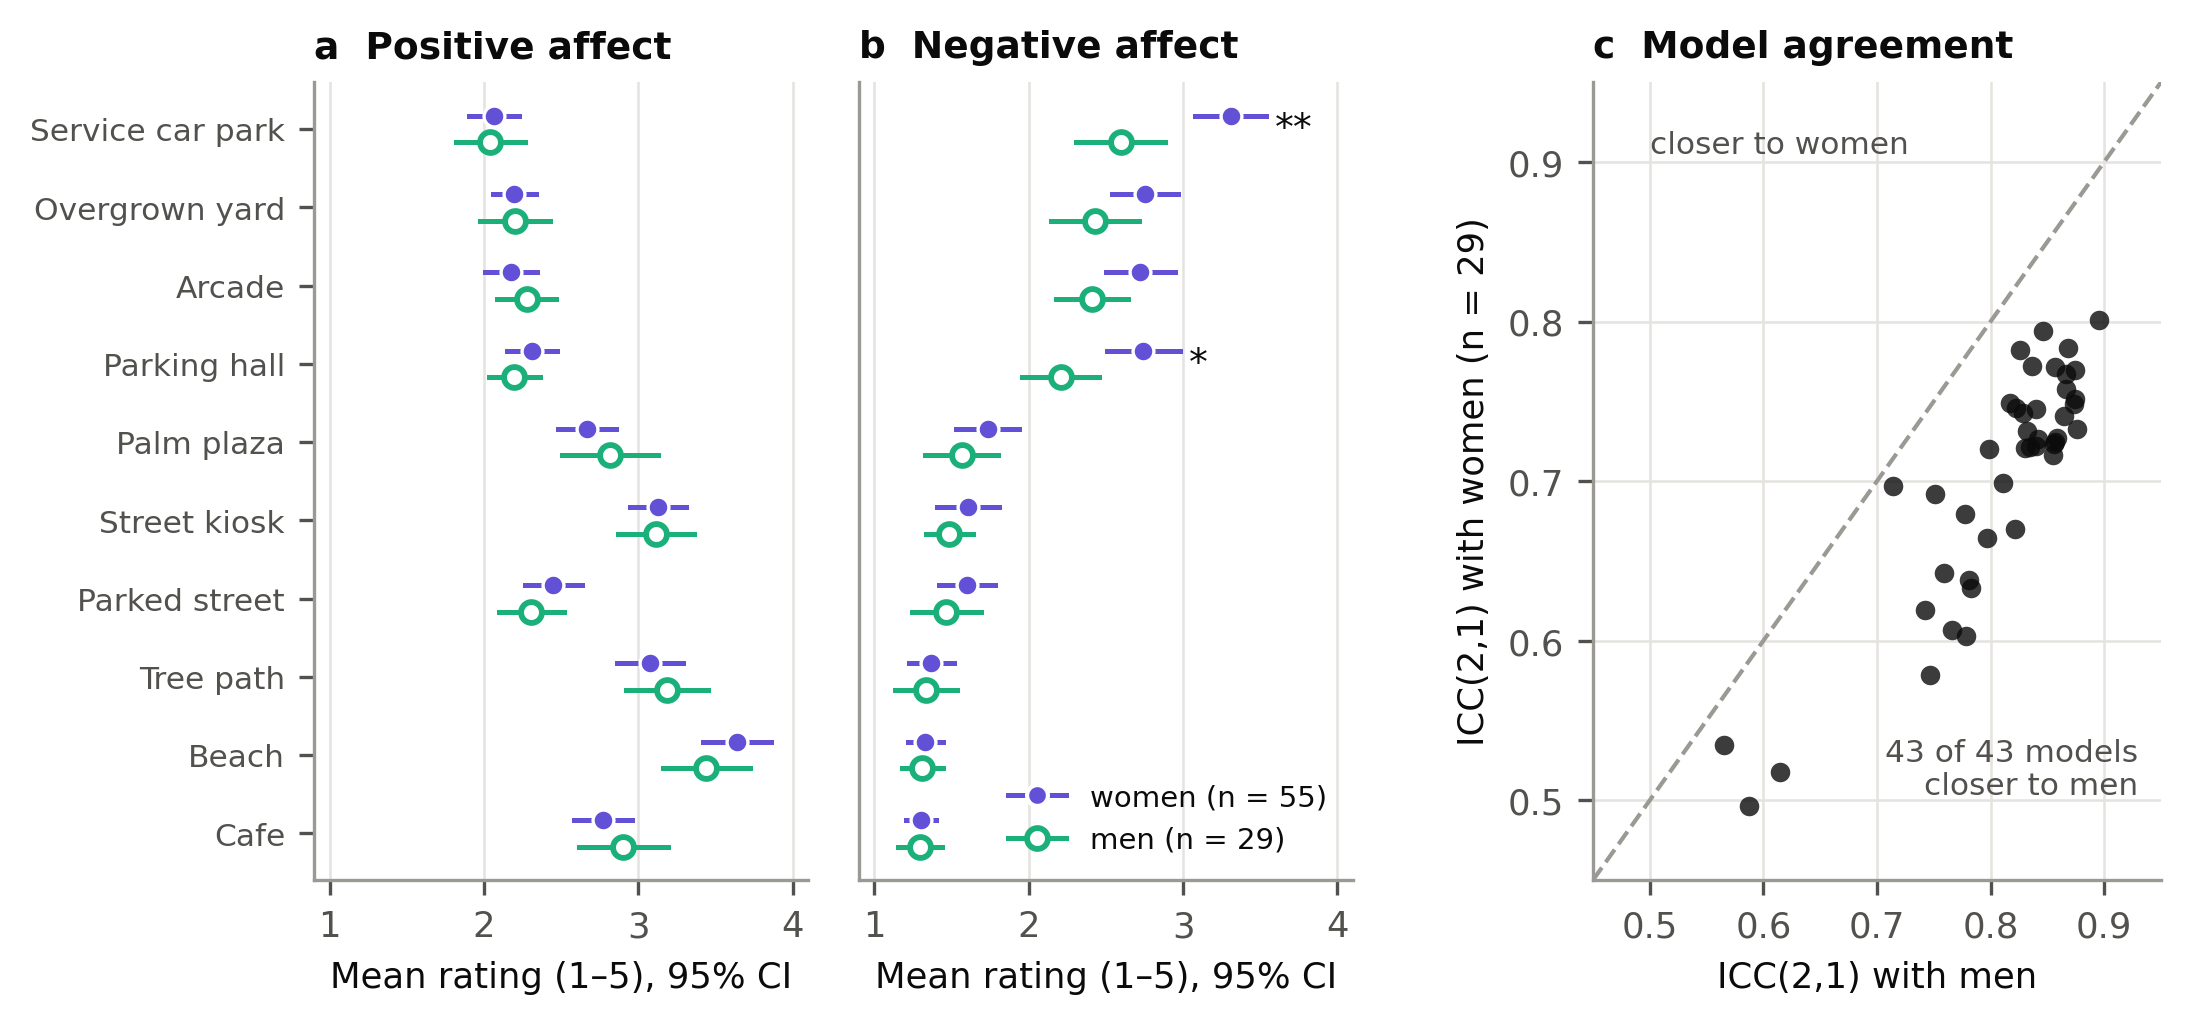 a Positive affect
b Negative affect
c Model agreement
Service car park
Overgrown yard
Arcade
Parking hall
Palm plaza
Street kiosk
Parked street
Tree path
Beach
Cafe
1 2 3 4
Mean rating (1–5), 95% CI
**
*
women (n = 55)
men (n = 29)
1 2 3 4
Mean rating (1–5), 95% CI
ICC(2,1) with women (n = 29)
0.9
0.8
0.7
0.6
0.5
closer to women
43 of 43 models
closer to men
0.5 0.6 0.7 0.8 0.9
ICC(2,1) with men